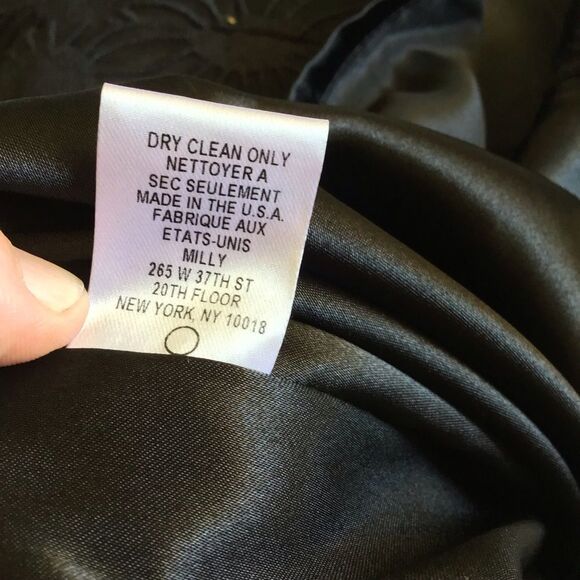 DRY CLEAN ONLY
NETTOYER A
SEC SEULEMENT
MADE IN THE U.S.A.
FABRIQUE AUX
ETATS-UNIS
MILLY
265 W 37TH ST
20TH FLOOR
NEW YORK, NY 10018